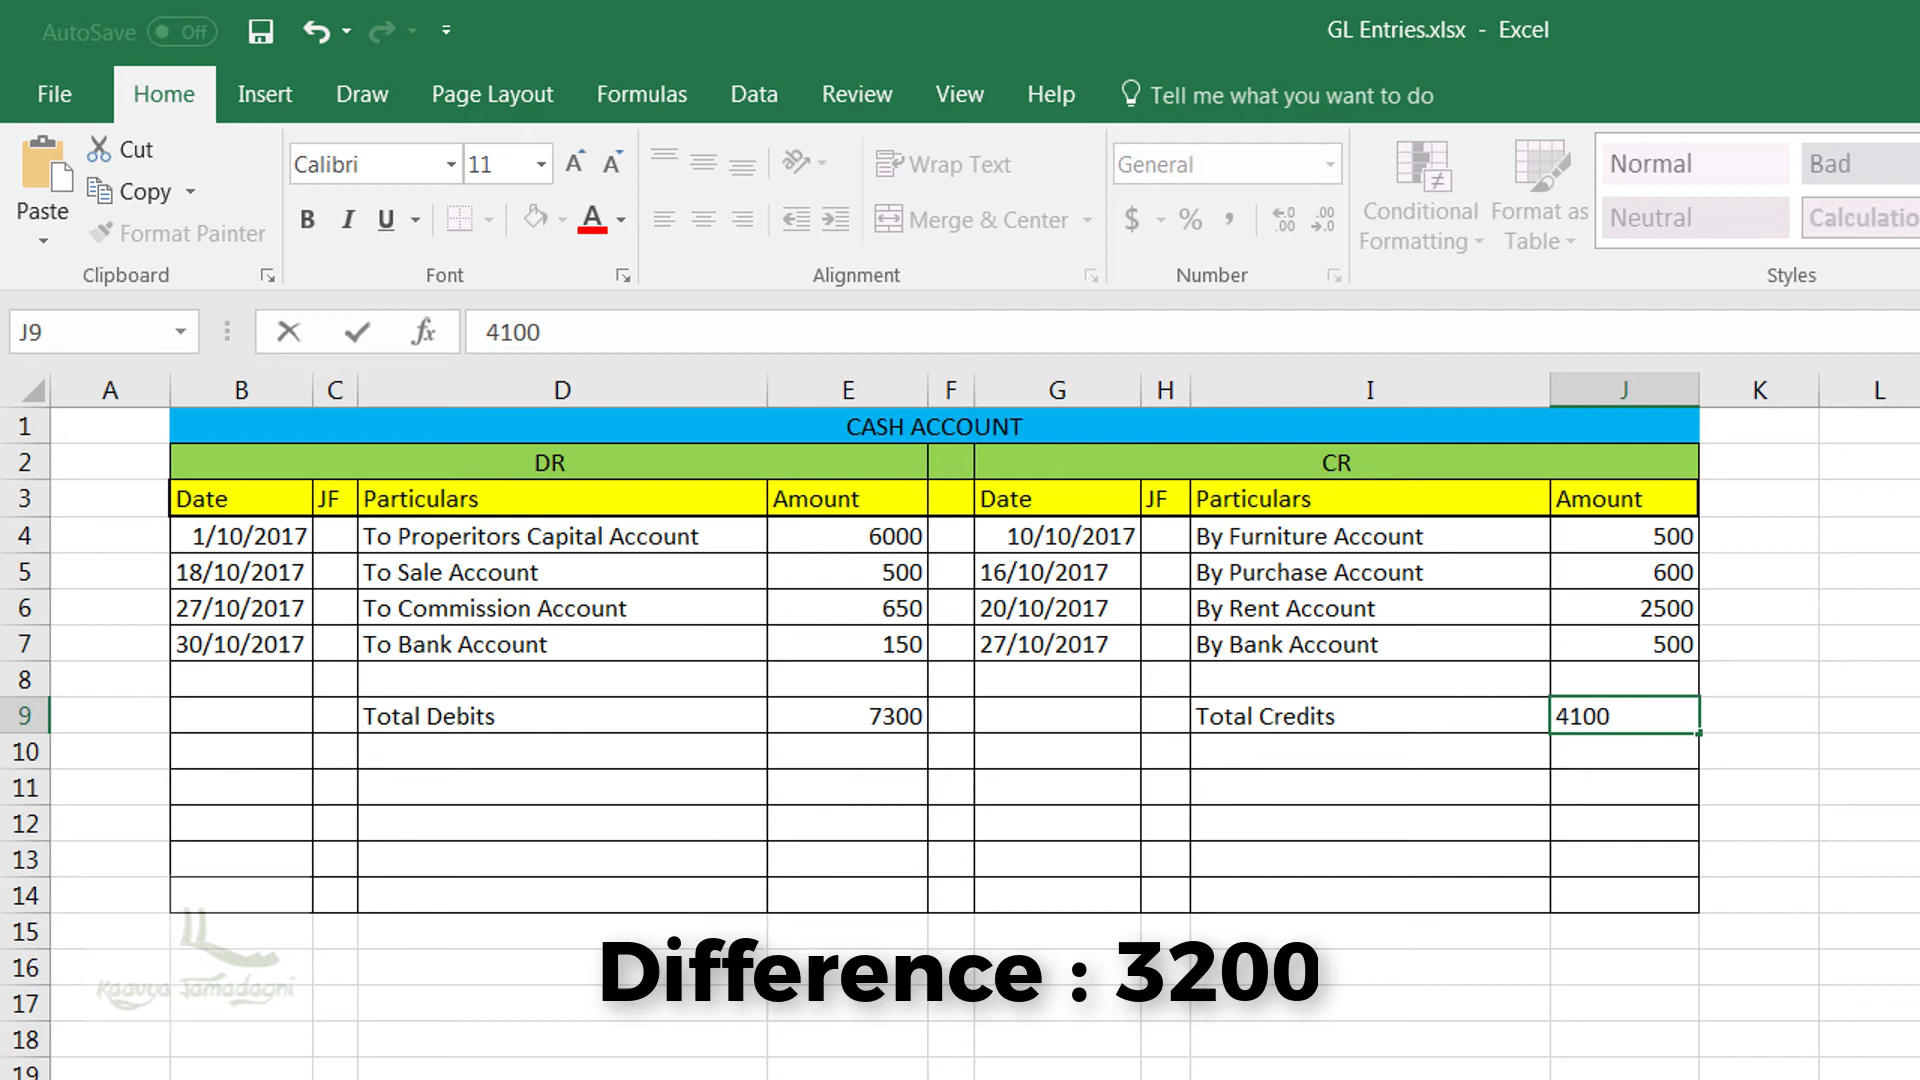 AutoSave Off GL Entries.xlsx - Excel
File Home Insert Draw Page Layout Formulas Data Review View Help Tell me what you want to do
Paste Cut Copy Format Painter Clipboard
Calibri 11 A A B I U A Font
Wrap Text Merge & Center Alignment
General $ % , .00 .00 Number
Conditional Formatting Format as Table
Normal Bad Neutral Calculatio Styles
J9 fx 4100
A B C D E F G H I J K L
1 CASH ACCOUNT
2 DR CR
3 Date JF Particulars Amount Date JF Particulars Amount
4 1/10/2017 To Properitors Capital Account 6000 10/10/2017 By Furniture Account 500
5 18/10/2017 To Sale Account 500 16/10/2017 By Purchase Account 600
6 27/10/2017 To Commission Account 650 20/10/2017 By Rent Account 2500
7 30/10/2017 To Bank Account 150 27/10/2017 By Bank Account 500
8
9 Total Debits 7300 Total Credits 4100
10
11
12
13
14
15
Difference : 3200
16
Kaavya Jamadagni
17
18
19